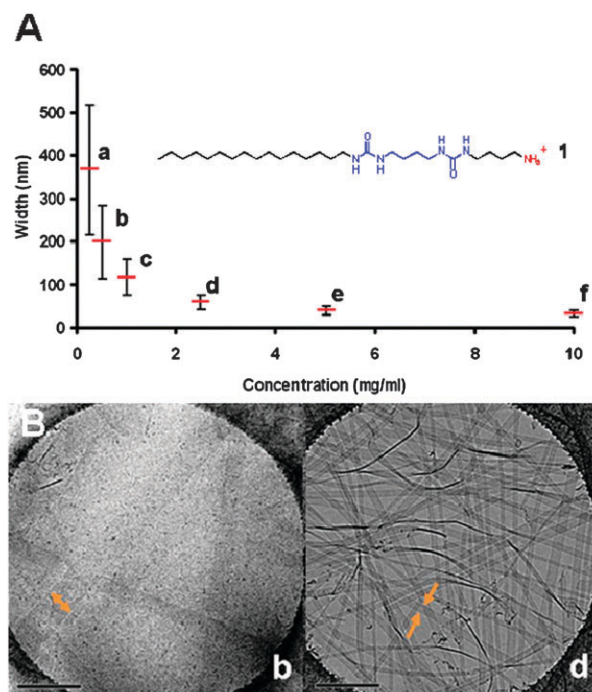 A
600
500
400
300
200
100
0
Width (nm)
a
b
c
d
e
f
O
H
N
N
H
H
N
N
H
O
NH3+ 1
0 2 4 6 8 10
Concentration (mg/ml)
B
b
d